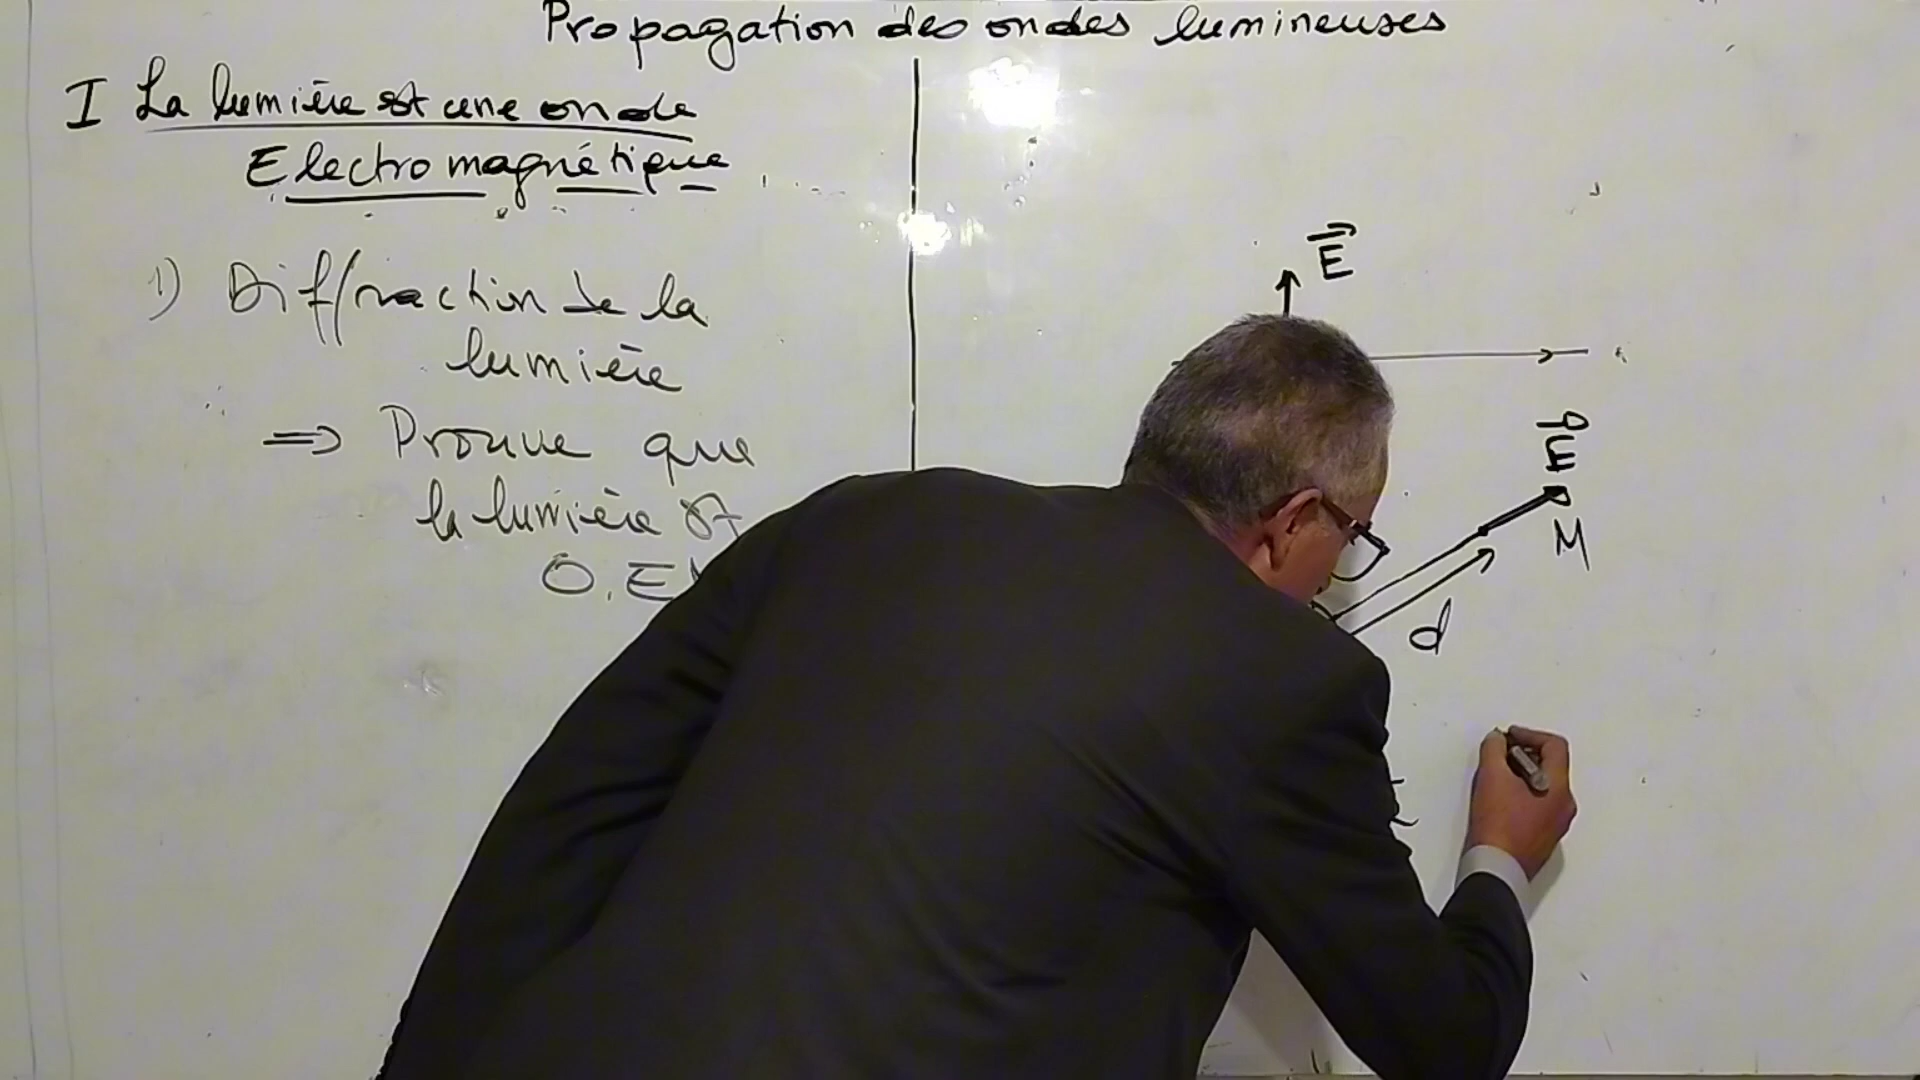 Propagation des ondes lumineuses
I La lumière est une onde
Electromagnétique
1) Diffraction de la
lumière
⇒ Prouve que
la lumière est
O.E
E
E
M
d